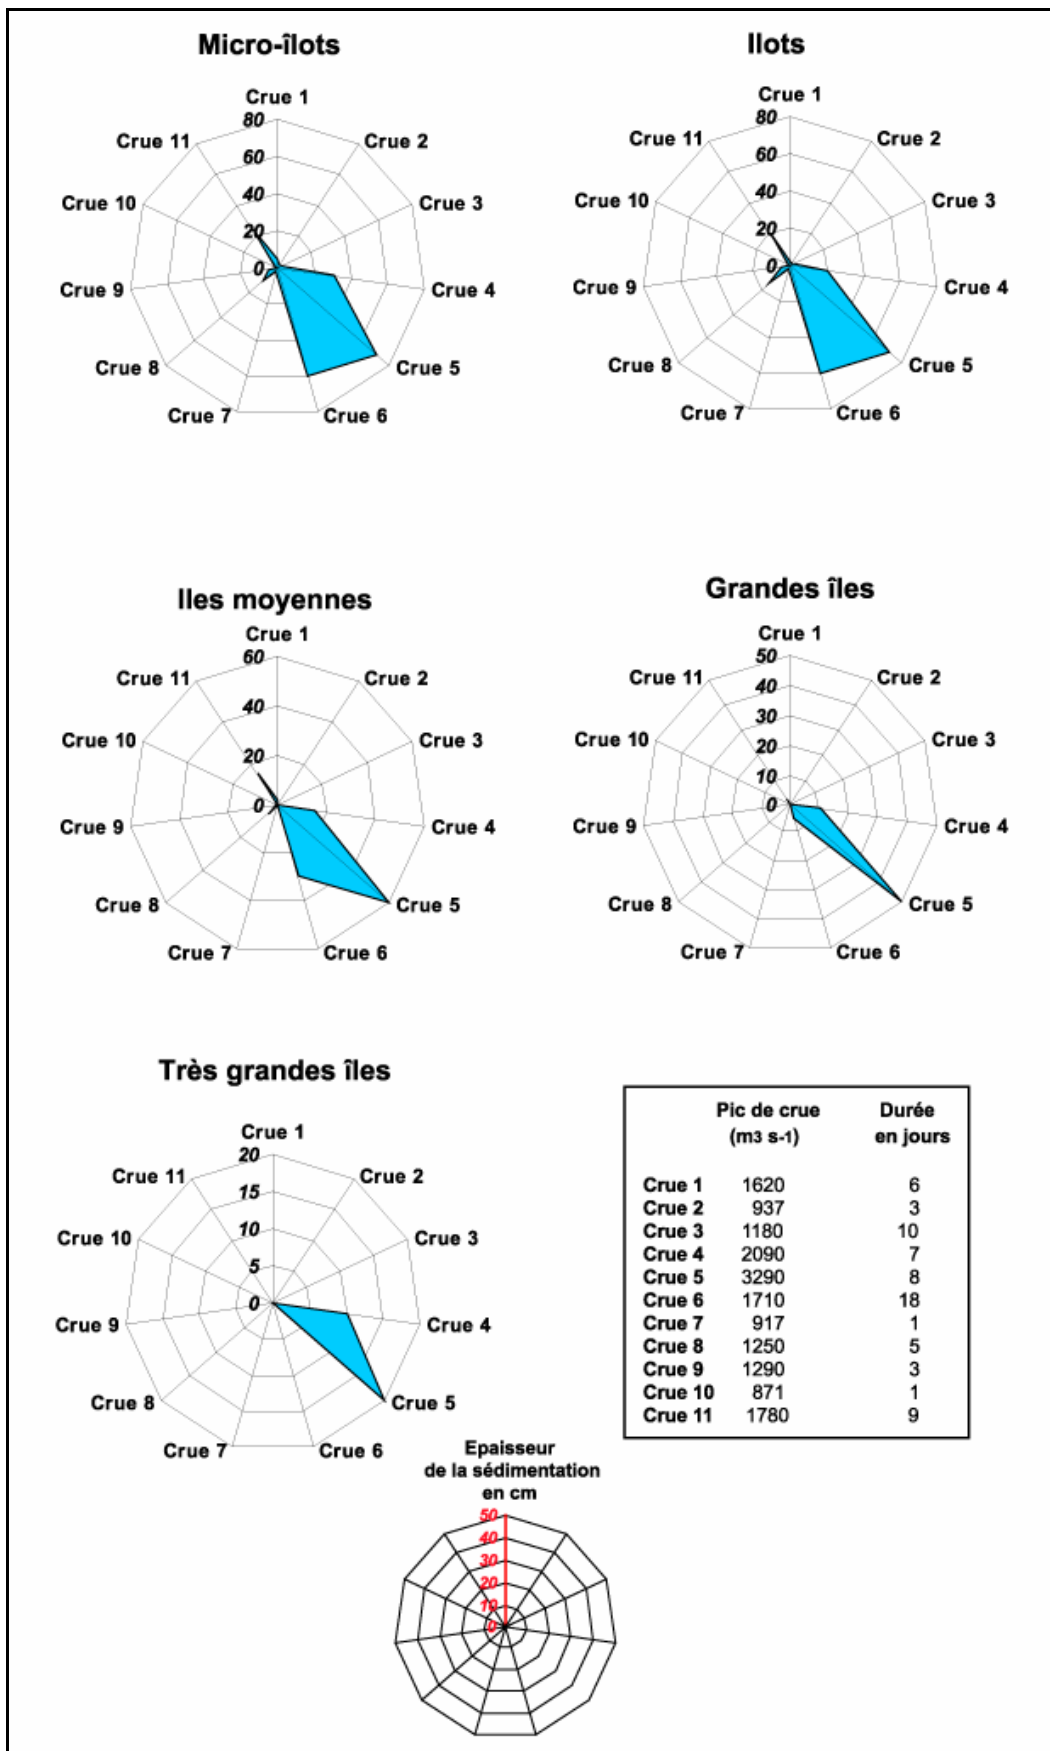 Micro-îlots
Crue 1
80
60
40
20
0
Crue 2
Crue 3
Crue 4
Crue 5
Crue 6
Crue 7
Crue 8
Crue 9
Crue 10
Crue 11
Ilots
Crue 1
80
60
40
20
0
Crue 2
Crue 3
Crue 4
Crue 5
Crue 6
Crue 7
Crue 8
Crue 9
Crue 10
Crue 11
Iles moyennes
Crue 1
60
40
20
0
Crue 2
Crue 3
Crue 4
Crue 5
Crue 6
Crue 7
Crue 8
Crue 9
Crue 10
Crue 11
Grandes îles
Crue 1
50
40
30
20
10
0
Crue 2
Crue 3
Crue 4
Crue 5
Crue 6
Crue 7
Crue 8
Crue 9
Crue 10
Crue 11
Très grandes îles
Crue 1
20
15
10
5
0
Crue 2
Crue 3
Crue 4
Crue 5
Crue 6
Crue 7
Crue 8
Crue 9
Crue 10
Crue 11
Pic de crue Durée
(m3 s-1) en jours
Crue 1 1620 6
Crue 2 937 3
Crue 3 1180 10
Crue 4 2090 7
Crue 5 3290 8
Crue 6 1710 18
Crue 7 917 1
Crue 8 1250 5
Crue 9 1290 3
Crue 10 871 1
Crue 11 1780 9
Epaisseur
de la sédimentation
en cm
50
40
30
20
10
0